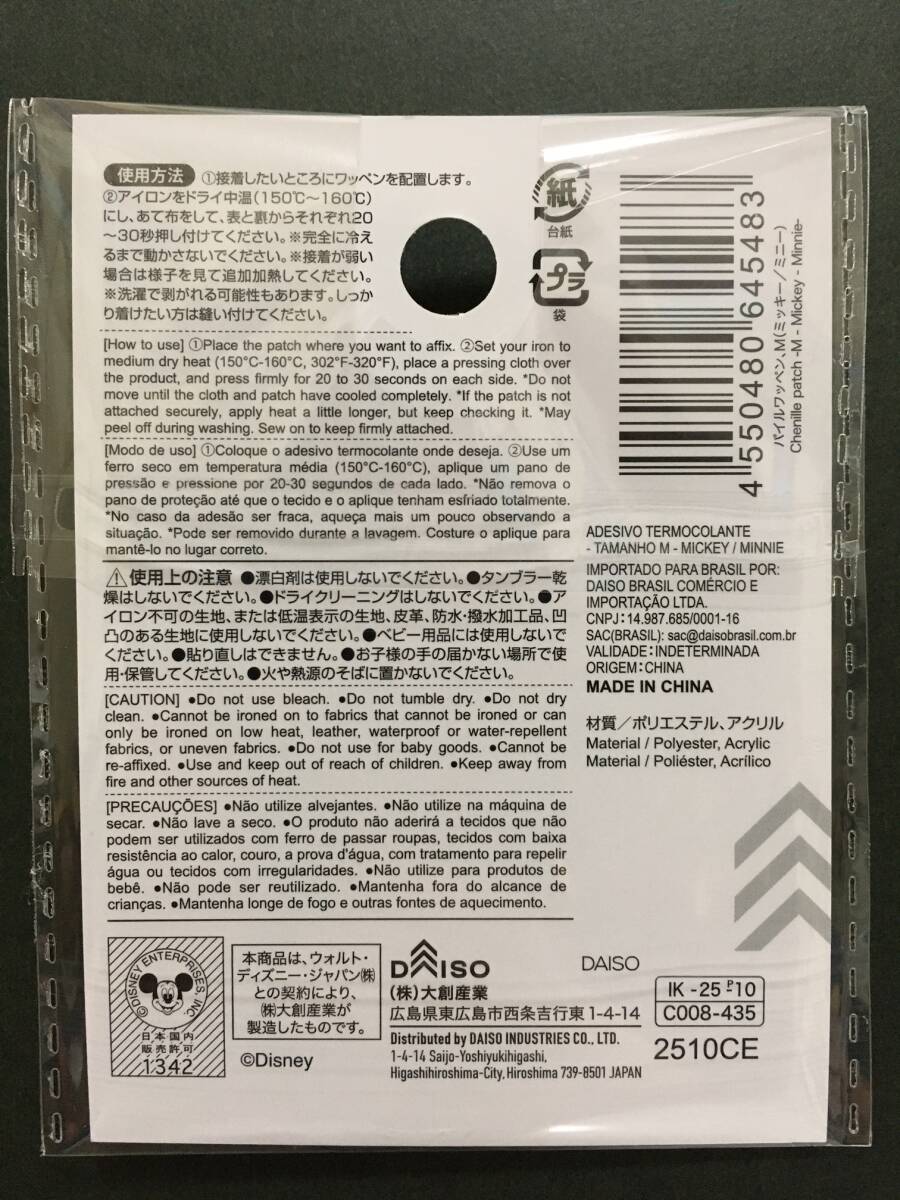 使用方法 ①接着したいところにワッペンを配置します。
②アイロンをドライ中温(150℃～160℃)
にし、あて布をして、表と裏からそれぞれ20
～30秒押し付けてください。※完全に冷え
るまで動かさないでください。※接着が弱い
場合は様子を見て追加加熱してください。
※洗濯で剥がれる可能性もあります。しっか
り着けたい方は縫い付けてください。
[How to use] ①Place the patch where you want to affix. ②Set your iron to
medium dry heat (150°C-160°C, 302°F-320°F), place a pressing cloth over
the product, and press firmly for 20 to 30 seconds on each side. *Do not
move until the cloth and patch have cooled completely. *If the patch is not
attached securely, apply heat a little longer, but keep checking it. *May
peel off during washing. Sew on to keep firmly attached.
[Modo de uso] ①Coloque o adesivo termocolante onde deseja. ②Use um
ferro seco em temperatura média (150°C-160°C), aplique um pano de
pressão e pressione por 20-30 segundos de cada lado. *Não remova o
pano de proteção até que o tecido e o aplique tenham esfriado totalmente.
*No caso da adesão ser fraca, aqueça mais um pouco observando a
situação. *Pode ser removido durante a lavagem. Costure o aplique para
mantê-lo no lugar correto.
⚠使用上の注意 ●漂白剤は使用しないでください。●タンブラー乾
燥はしないでください。●ドライクリーニングはしないでください。●ア
イロン不可の生地、または低温表示の生地、皮革、防水・撥水加工品、凹
凸のある生地に使用しないでください。●ベビー用品には使用しないで
ください。●貼り直しはできません。●お子様の手の届かない場所で使
用・保管してください。●火や熱源のそばに置かないでください。
[CAUTION] ●Do not use bleach. ●Do not tumble dry. ●Do not dry
clean. ●Cannot be ironed on to fabrics that cannot be ironed or can
only be ironed on low heat, leather, waterproof or water-repellent
fabrics, or uneven fabrics. ●Do not use for baby goods. ●Cannot be
re-affixed. ●Use and keep out of reach of children. ●Keep away from
fire and other sources of heat.
[PRECAUÇÕES] ●Não utilize alvejantes. ●Não utilize na máquina de
secar. ●Não lave a seco. ●O produto não aderirá a tecidos que não
podem ser utilizados com ferro de passar roupas, tecidos com baixa
resistência ao calor, couro, a prova d'água, com tratamento para repelir
água ou tecidos com irregularidades. ●Não utilize para produtos de
bebê. ●Não pode ser reutilizado. ●Mantenha fora do alcance de
crianças. ●Mantenha longe de fogo e outras fontes de aquecimento.
紙
台紙
プラ
袋
4 550480 645483
パイルワッペン、M(ミッキー／ミニー)
Chenille patch -M - Mickey - Minnie-
ADESIVO TERMOCOLANTE
- TAMANHO M - MICKEY / MINNIE
IMPORTADO PARA BRASIL POR:
DAISO BRASIL COMÉRCIO E
IMPORTAÇÃO LTDA.
CNPJ:14.987.685/0001-16
SAC(BRASIL): sac@daisobrasil.com.br
VALIDADE:INDETERMINADA
ORIGEM:CHINA
MADE IN CHINA
材質／ポリエステル、アクリル
Material / Polyester, Acrylic
Material / Poliéster, Acrílico
©DISNEY ENTERPRISES, INC.
日本国内
販売許可
1342
本商品は、ウォルト・
ディズニー・ジャパン㈱
との契約により、
㈱大創産業が
製造したものです。
©Disney
DAISO
(株)大創産業
広島県東広島市西条吉行東1-4-14
Distributed by DAISO INDUSTRIES CO., LTD.
1-4-14 Saijo-Yoshiyukihigashi,
Higashihiroshima-City, Hiroshima 739-8501 JAPAN
DAISO
IK -25 P 10
C008-435
2510CE